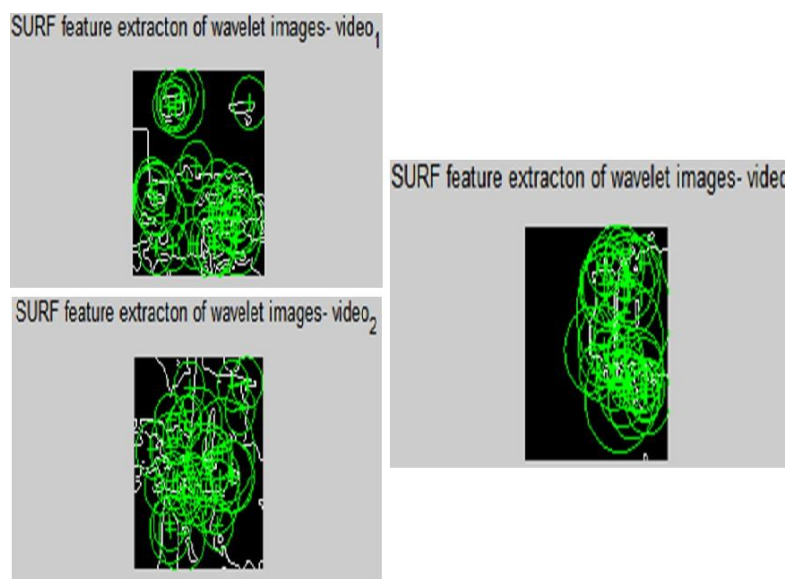 SURF feature extracton of wavelet images- video1
SURF feature extracton of wavelet images- video2
SURF feature extracton of wavelet images- video